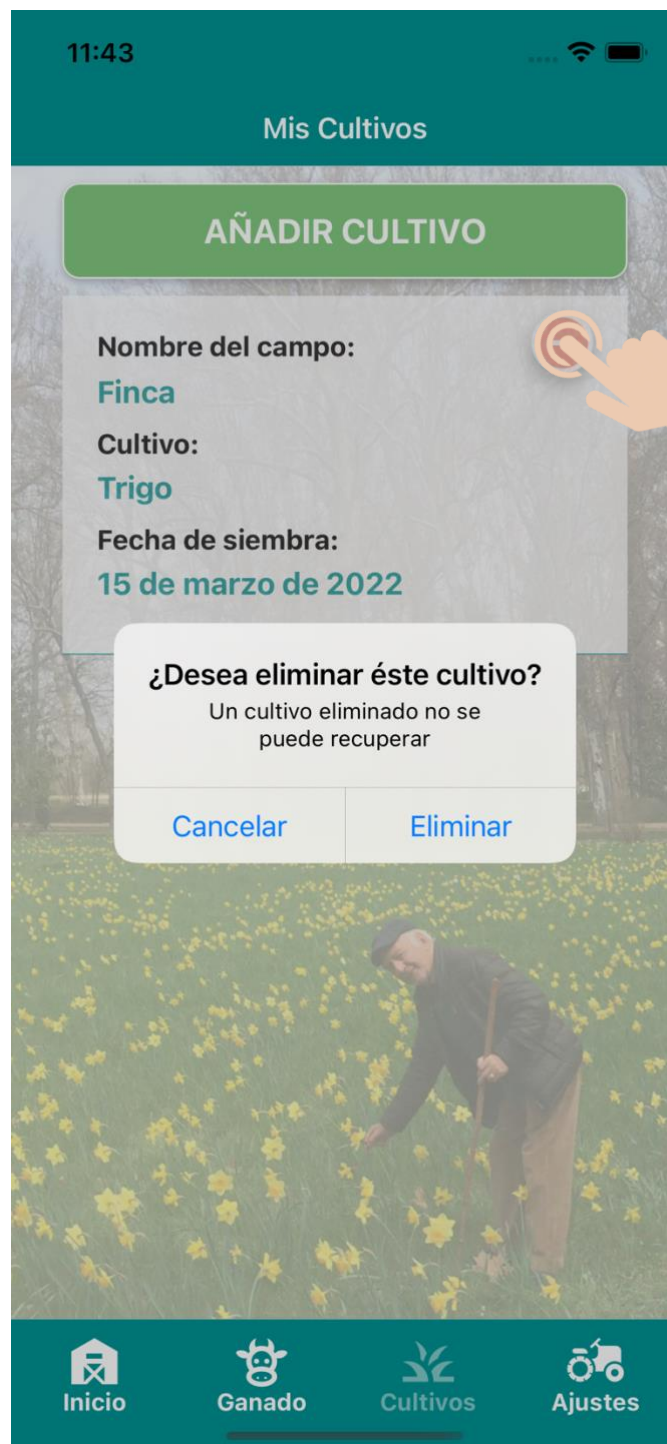 11:43
Mis Cultivos
AÑADIR CULTIVO
Nombre del campo:
Finca
Cultivo:
Trigo
Fecha de siembra:
15 de marzo de 2022
¿Desea eliminar éste cultivo?
Un cultivo eliminado no se
puede recuperar
Cancelar Eliminar
Inicio Ganado Cultivos Ajustes